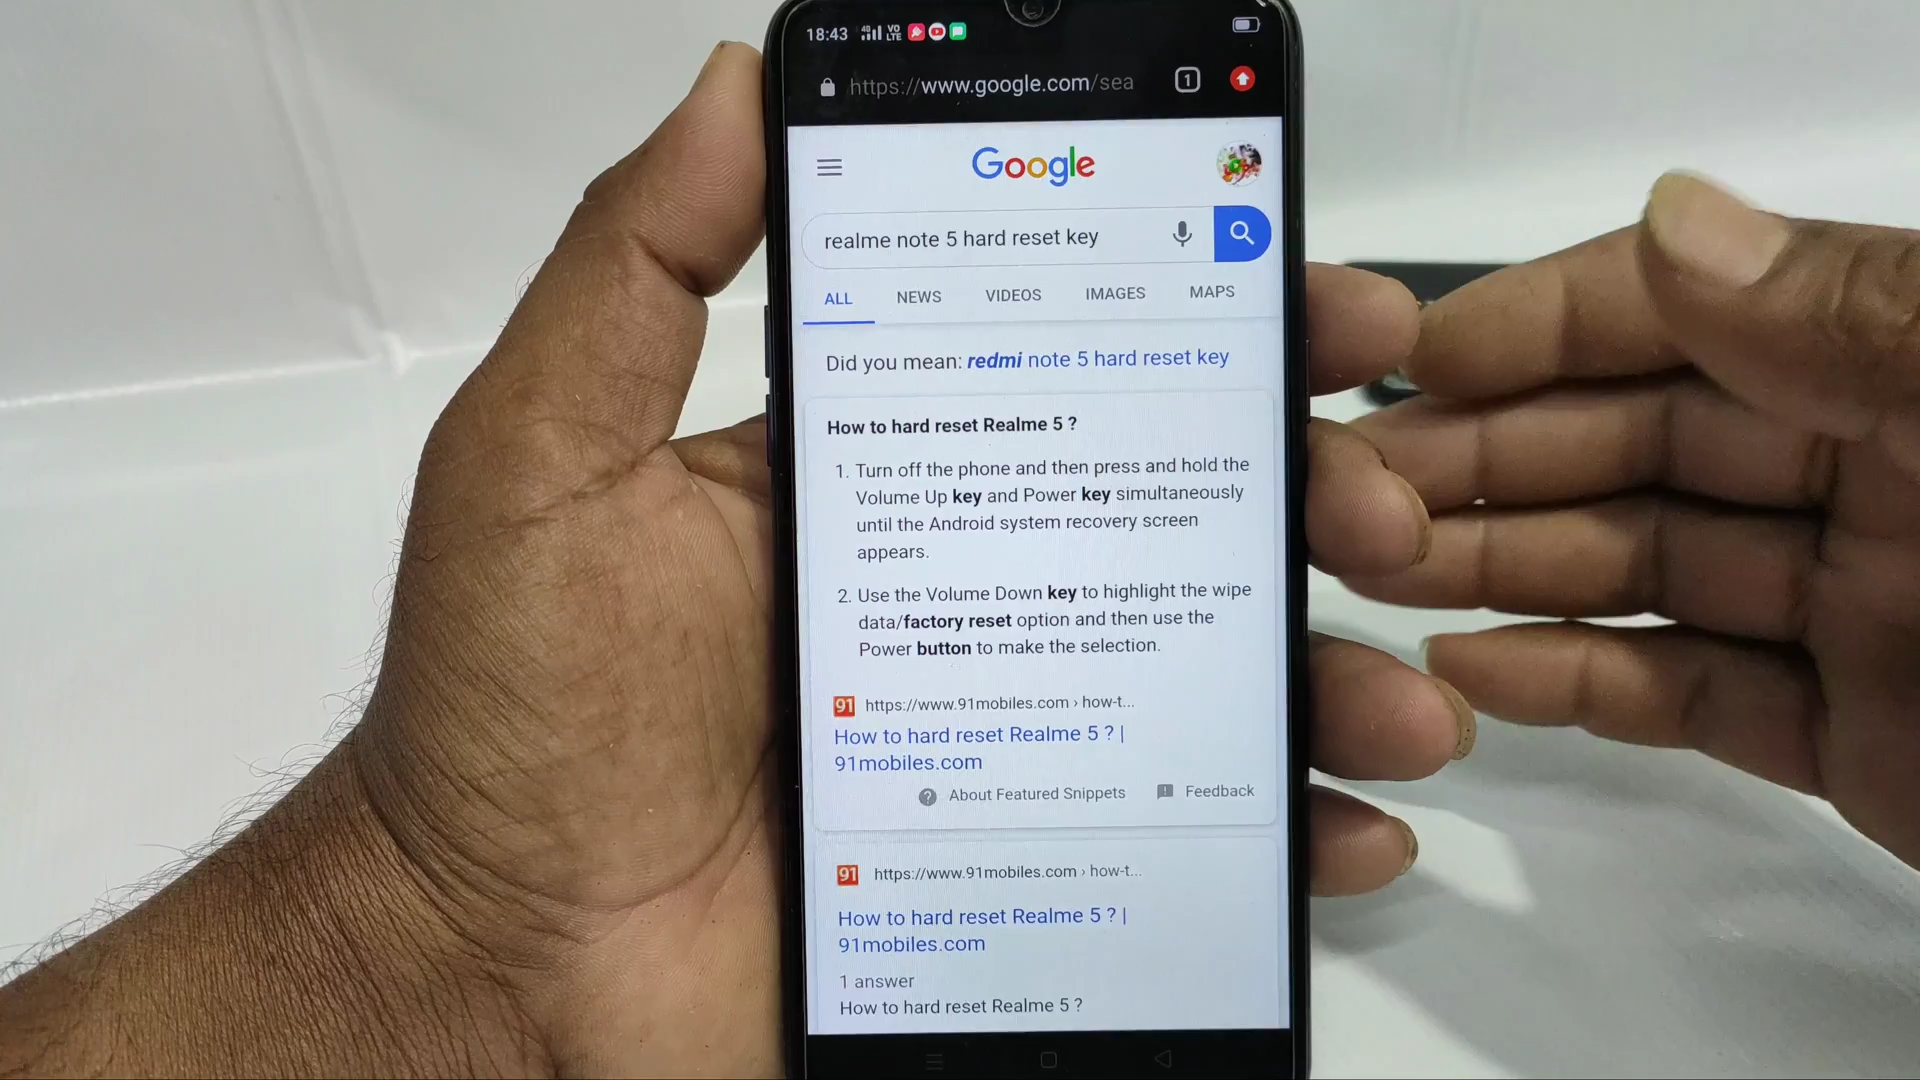 18:43 4G VO LTE
https://www.google.com/sea 1
Google
realme note 5 hard reset key
ALL NEWS VIDEOS IMAGES MAPS
Did you mean: redmi note 5 hard reset key
How to hard reset Realme 5 ?
1. Turn off the phone and then press and hold the
Volume Up key and Power key simultaneously
until the Android system recovery screen
appears.
2. Use the Volume Down key to highlight the wipe
data/factory reset option and then use the
Power button to make the selection.
91 https://www.91mobiles.com › how-t...
How to hard reset Realme 5 ? |
91mobiles.com
About Featured Snippets Feedback
91 https://www.91mobiles.com › how-t...
How to hard reset Realme 5 ? |
91mobiles.com
1 answer
How to hard reset Realme 5 ?